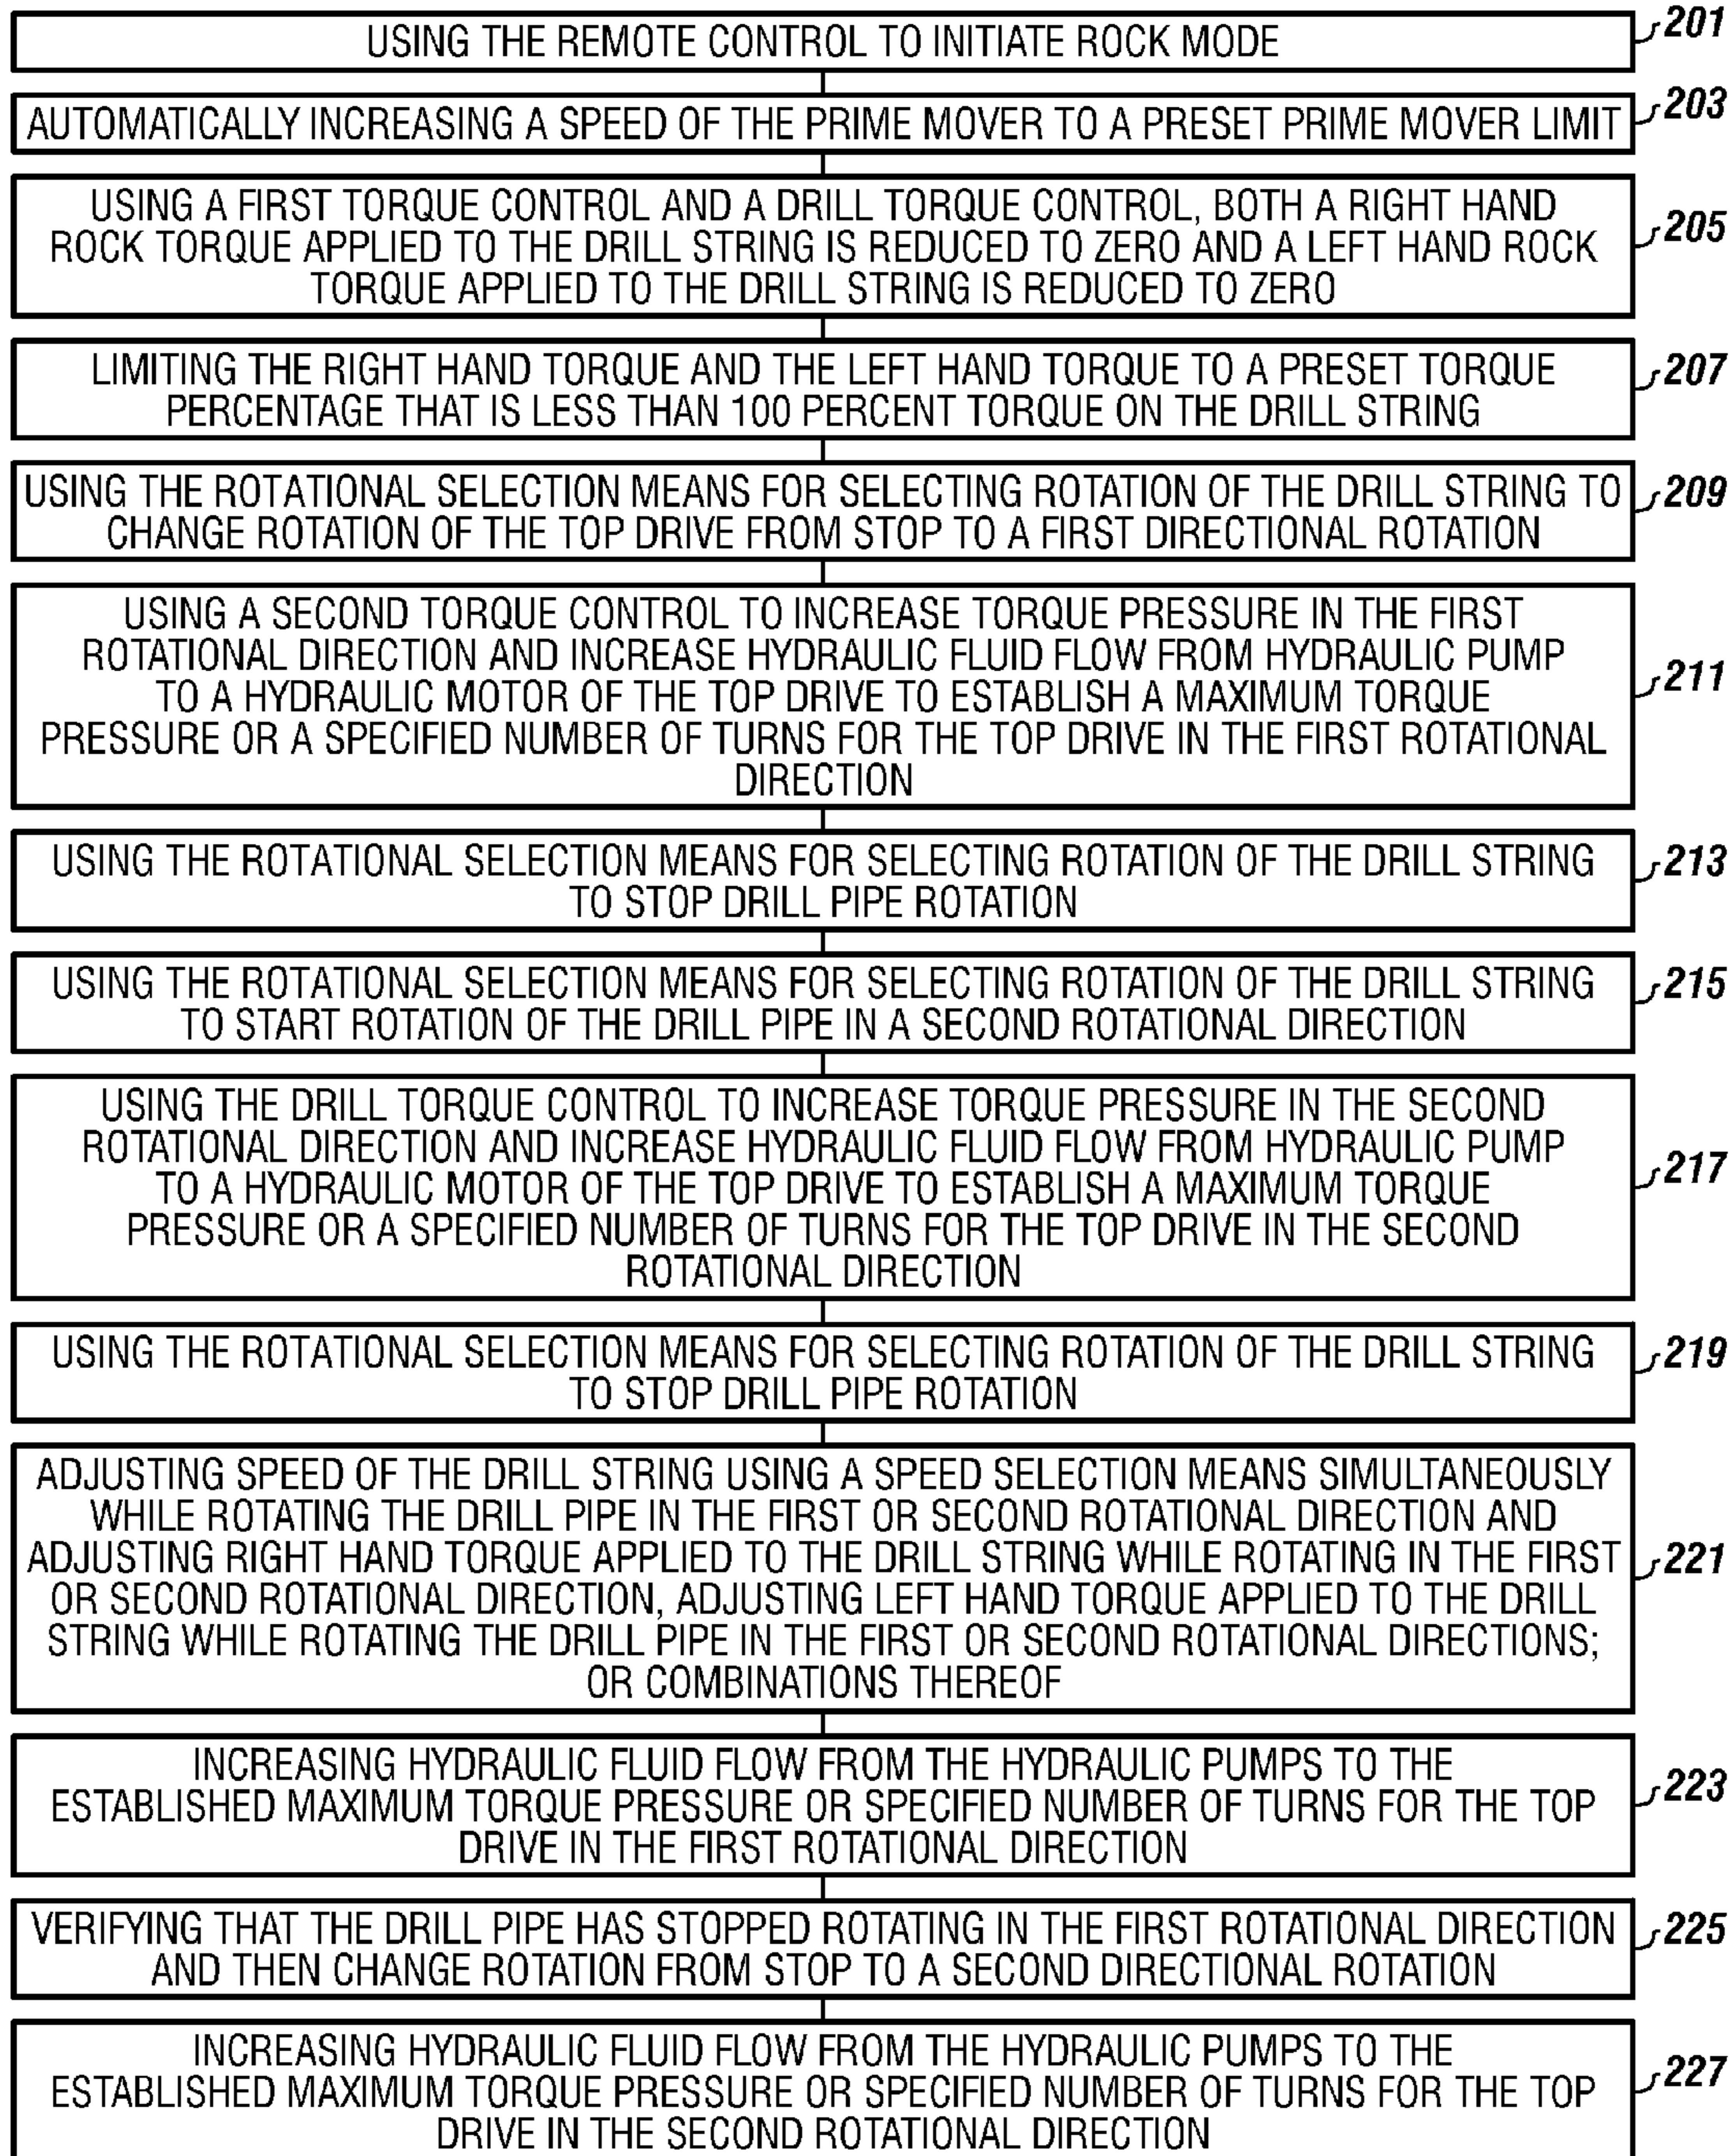 USING THE REMOTE CONTROL TO INITIATE ROCK MODE
201
AUTOMATICALLY INCREASING A SPEED OF THE PRIME MOVER TO A PRESET PRIME MOVER LIMIT
203
USING A FIRST TORQUE CONTROL AND A DRILL TORQUE CONTROL, BOTH A RIGHT HAND
ROCK TORQUE APPLIED TO THE DRILL STRING IS REDUCED TO ZERO AND A LEFT HAND ROCK
TORQUE APPLIED TO THE DRILL STRING IS REDUCED TO ZERO
205
LIMITING THE RIGHT HAND TORQUE AND THE LEFT HAND TORQUE TO A PRESET TORQUE
PERCENTAGE THAT IS LESS THAN 100 PERCENT TORQUE ON THE DRILL STRING
207
USING THE ROTATIONAL SELECTION MEANS FOR SELECTING ROTATION OF THE DRILL STRING TO
CHANGE ROTATION OF THE TOP DRIVE FROM STOP TO A FIRST DIRECTIONAL ROTATION
209
USING A SECOND TORQUE CONTROL TO INCREASE TORQUE PRESSURE IN THE FIRST
ROTATIONAL DIRECTION AND INCREASE HYDRAULIC FLUID FLOW FROM HYDRAULIC PUMP
TO A HYDRAULIC MOTOR OF THE TOP DRIVE TO ESTABLISH A MAXIMUM TORQUE
PRESSURE OR A SPECIFIED NUMBER OF TURNS FOR THE TOP DRIVE IN THE FIRST ROTATIONAL
DIRECTION
211
USING THE ROTATIONAL SELECTION MEANS FOR SELECTING ROTATION OF THE DRILL STRING
TO STOP DRILL PIPE ROTATION
213
USING THE ROTATIONAL SELECTION MEANS FOR SELECTING ROTATION OF THE DRILL STRING
TO START ROTATION OF THE DRILL PIPE IN A SECOND ROTATIONAL DIRECTION
215
USING THE DRILL TORQUE CONTROL TO INCREASE TORQUE PRESSURE IN THE SECOND
ROTATIONAL DIRECTION AND INCREASE HYDRAULIC FLUID FLOW FROM HYDRAULIC PUMP
TO A HYDRAULIC MOTOR OF THE TOP DRIVE TO ESTABLISH A MAXIMUM TORQUE
PRESSURE OR A SPECIFIED NUMBER OF TURNS FOR THE TOP DRIVE IN THE SECOND
ROTATIONAL DIRECTION
217
USING THE ROTATIONAL SELECTION MEANS FOR SELECTING ROTATION OF THE DRILL STRING
TO STOP DRILL PIPE ROTATION
219
ADJUSTING SPEED OF THE DRILL STRING USING A SPEED SELECTION MEANS SIMULTANEOUSLY
WHILE ROTATING THE DRILL PIPE IN THE FIRST OR SECOND ROTATIONAL DIRECTION AND
ADJUSTING RIGHT HAND TORQUE APPLIED TO THE DRILL STRING WHILE ROTATING IN THE FIRST
OR SECOND ROTATIONAL DIRECTION, ADJUSTING LEFT HAND TORQUE APPLIED TO THE DRILL
STRING WHILE ROTATING THE DRILL PIPE IN THE FIRST OR SECOND ROTATIONAL DIRECTIONS;
OR COMBINATIONS THEREOF
221
INCREASING HYDRAULIC FLUID FLOW FROM THE HYDRAULIC PUMPS TO THE
ESTABLISHED MAXIMUM TORQUE PRESSURE OR SPECIFIED NUMBER OF TURNS FOR THE TOP
DRIVE IN THE FIRST ROTATIONAL DIRECTION
223
VERIFYING THAT THE DRILL PIPE HAS STOPPED ROTATING IN THE FIRST ROTATIONAL DIRECTION
AND THEN CHANGE ROTATION FROM STOP TO A SECOND DIRECTIONAL ROTATION
225
INCREASING HYDRAULIC FLUID FLOW FROM THE HYDRAULIC PUMPS TO THE
ESTABLISHED MAXIMUM TORQUE PRESSURE OR SPECIFIED NUMBER OF TURNS FOR THE TOP
DRIVE IN THE SECOND ROTATIONAL DIRECTION
227